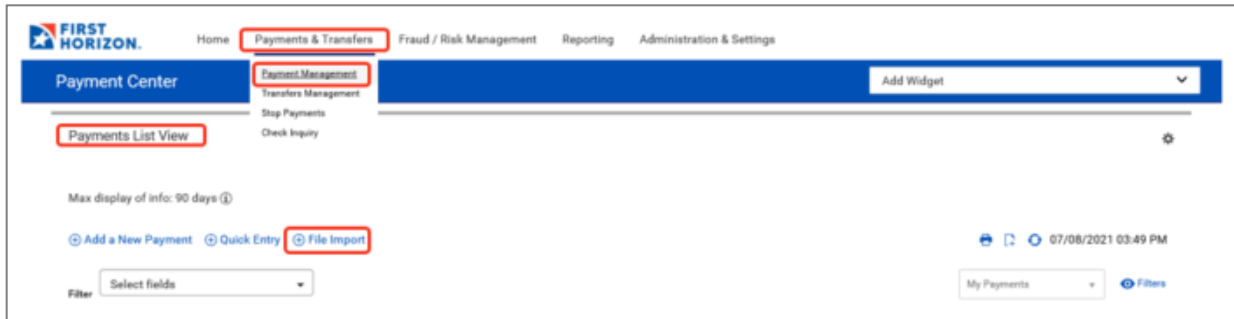 FIRST
HORIZON.
Home Payments & Transfers Fraud / Risk Management Reporting Administration & Settings
Payment Center
Payment Management
Add Widget
Transfers Management
Stop Payments
Payments List View
Check Inquiry
Max display of info: 90 days
Add a New Payment Quick Entry File Import
07/08/2021 03:49 PM
Filter Select fields
My Payments Filters